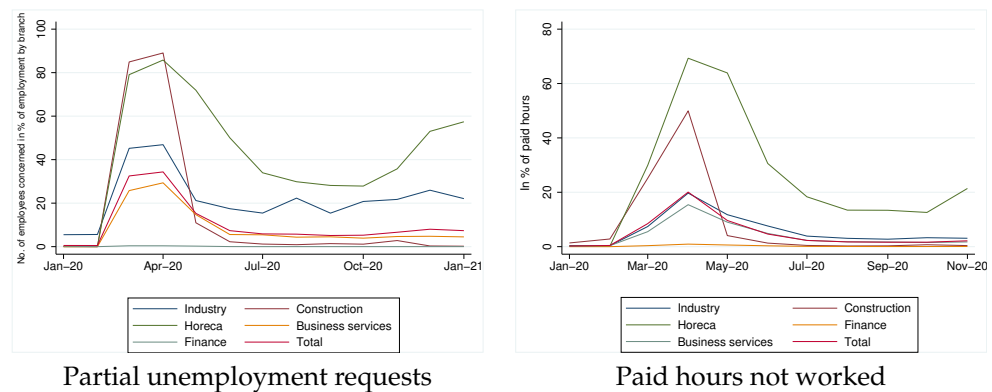 No. of employees concerned in % of employment by branch
100
80
60
40
20
0
Jan−20
Apr−20
Jul−20
Oct−20
Jan−21
Industry
Construction
Horeca
Business services
Finance
Total
Partial unemployment requests
In % of paid hours
80
60
40
20
0
Jan−20
Mar−20
May−20
Jul−20
Sep−20
Nov−20
Industry
Construction
Horeca
Finance
Business services
Total
Paid hours not worked